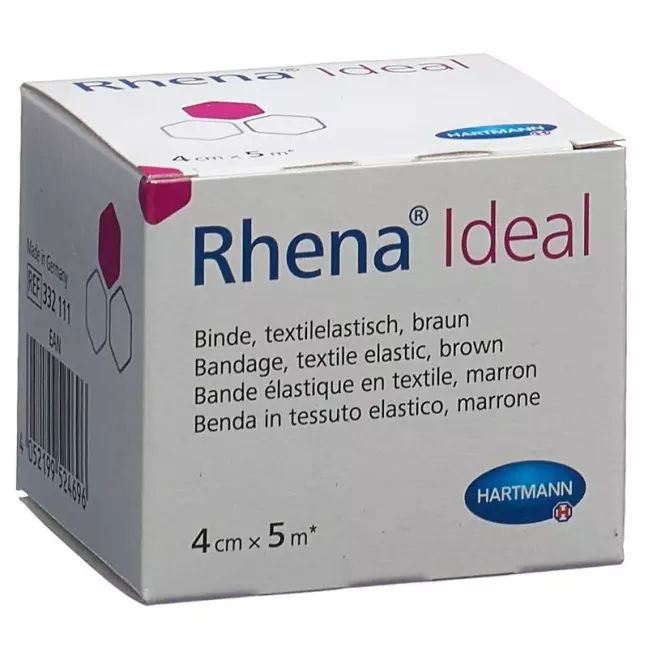 Rhena® Ideal
HARTMANN
4 cm x 5 m*
Rhena® Ideal
Binde, textilelastisch, braun
Bandage, textile elastic, brown
Bande élastique en textile, marron
Benda in tessuto elastico, marrone
HARTMANN
4 cm x 5 m*
Made in Germany
REF 332 111
EAN
4 052199 524696